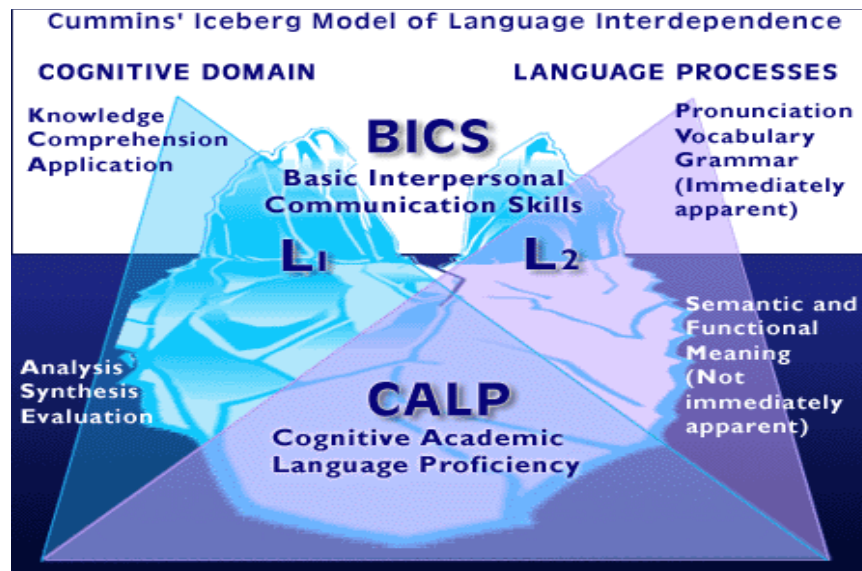 Cummins' Iceberg Model of Language Interdependence
COGNITIVE DOMAIN
LANGUAGE PROCESSES
Knowledge
Comprehension
Application
BICS
Basic Interpersonal
Communication Skills
Pronunciation
Vocabulary
Grammar
(Immediately
apparent)
L1
L2
Analysis
Synthesis
Evaluation
CALP
Cognitive Academic
Language Proficiency
Semantic and
Functional
Meaning
(Not
immediately
apparent)